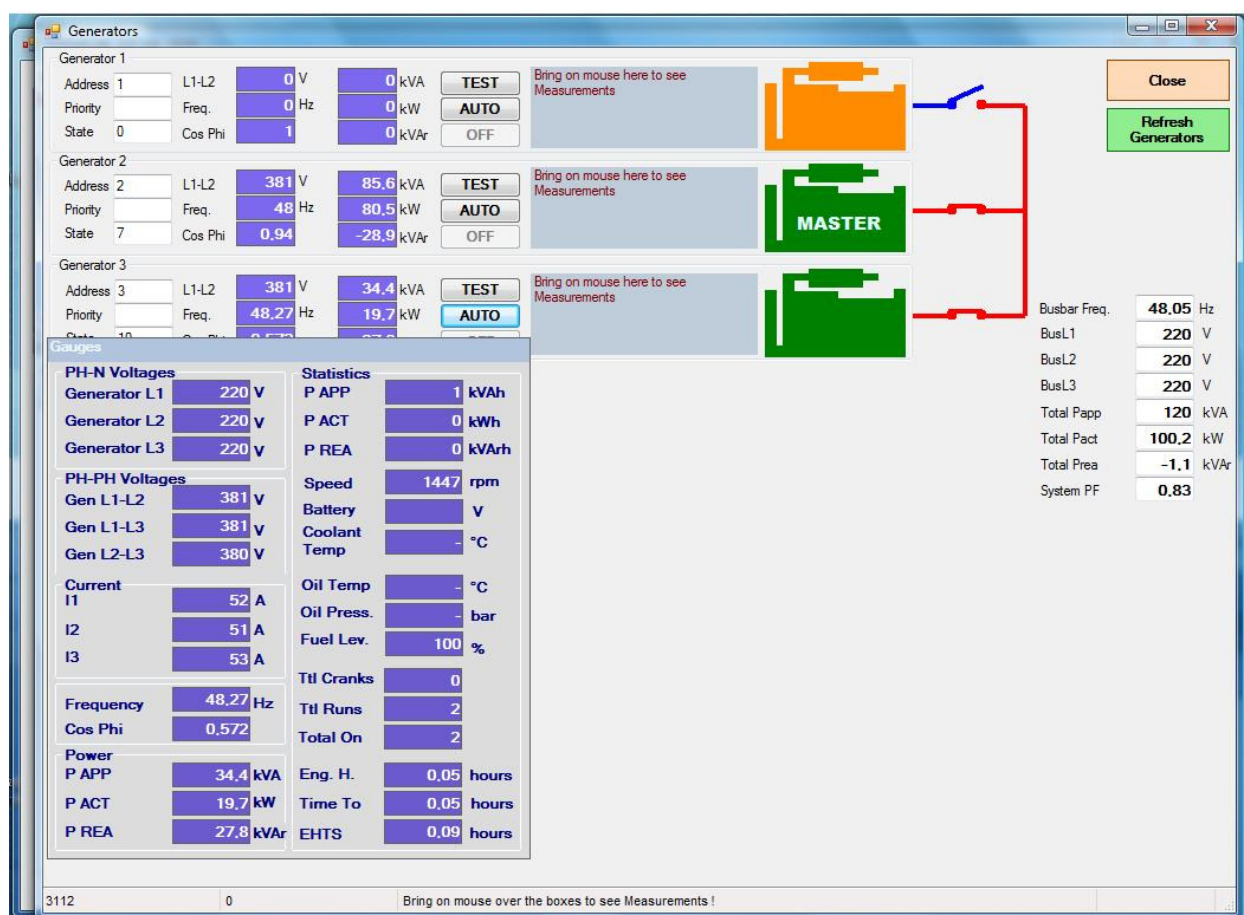 Generators
Close
Refresh
Generators
Generator 1
Address 1 L1-L2 0 V 0 kVA TEST
Priority Freq. 0 Hz 0 kW AUTO
State 0 Cos Phi 1 0 kVAr OFF
Bring on mouse here to see
Measurements
Generator 2
Address 2 L1-L2 381 V 85,6 kVA TEST
Priority Freq. 48 Hz 80,5 kW AUTO
State 7 Cos Phi 0,94 -28,9 kVAr OFF
Bring on mouse here to see
Measurements
MASTER
Generator 3
Address 3 L1-L2 381 V 34,4 kVA TEST
Priority Freq. 48,27 Hz 19,7 kW AUTO
Bring on mouse here to see
Measurements
Busbar Freq. 48,05 Hz
BusL1 220 V
BusL2 220 V
BusL3 220 V
Total Papp 120 kVA
Total Pact 100,2 kW
Total Prea -1,1 kVAr
System PF 0,83
Gauges
PH-N Voltages
Generator L1 220 V
Generator L2 220 V
Generator L3 220 V
PH-PH Voltages
Gen L1-L2 381 V
Gen L1-L3 381 V
Gen L2-L3 380 V
Current
I1 52 A
I2 51 A
I3 53 A
Frequency 48,27 Hz
Cos Phi 0,572
Power
P APP 34,4 kVA
P ACT 19,7 kW
P REA 27,8 kVAr
Statistics
P APP 1 kVAh
P ACT 0 kWh
P REA 0 kVArh
Speed 1447 rpm
Battery V
Coolant
Temp - °C
Oil Temp - °C
Oil Press. - bar
Fuel Lev. 100 %
Ttl Cranks 0
Ttl Runs 2
Total On 2
Eng. H. 0,05 hours
Time To 0,05 hours
EHTS 0,09 hours
3112 0 Bring on mouse over the boxes to see Measurements !